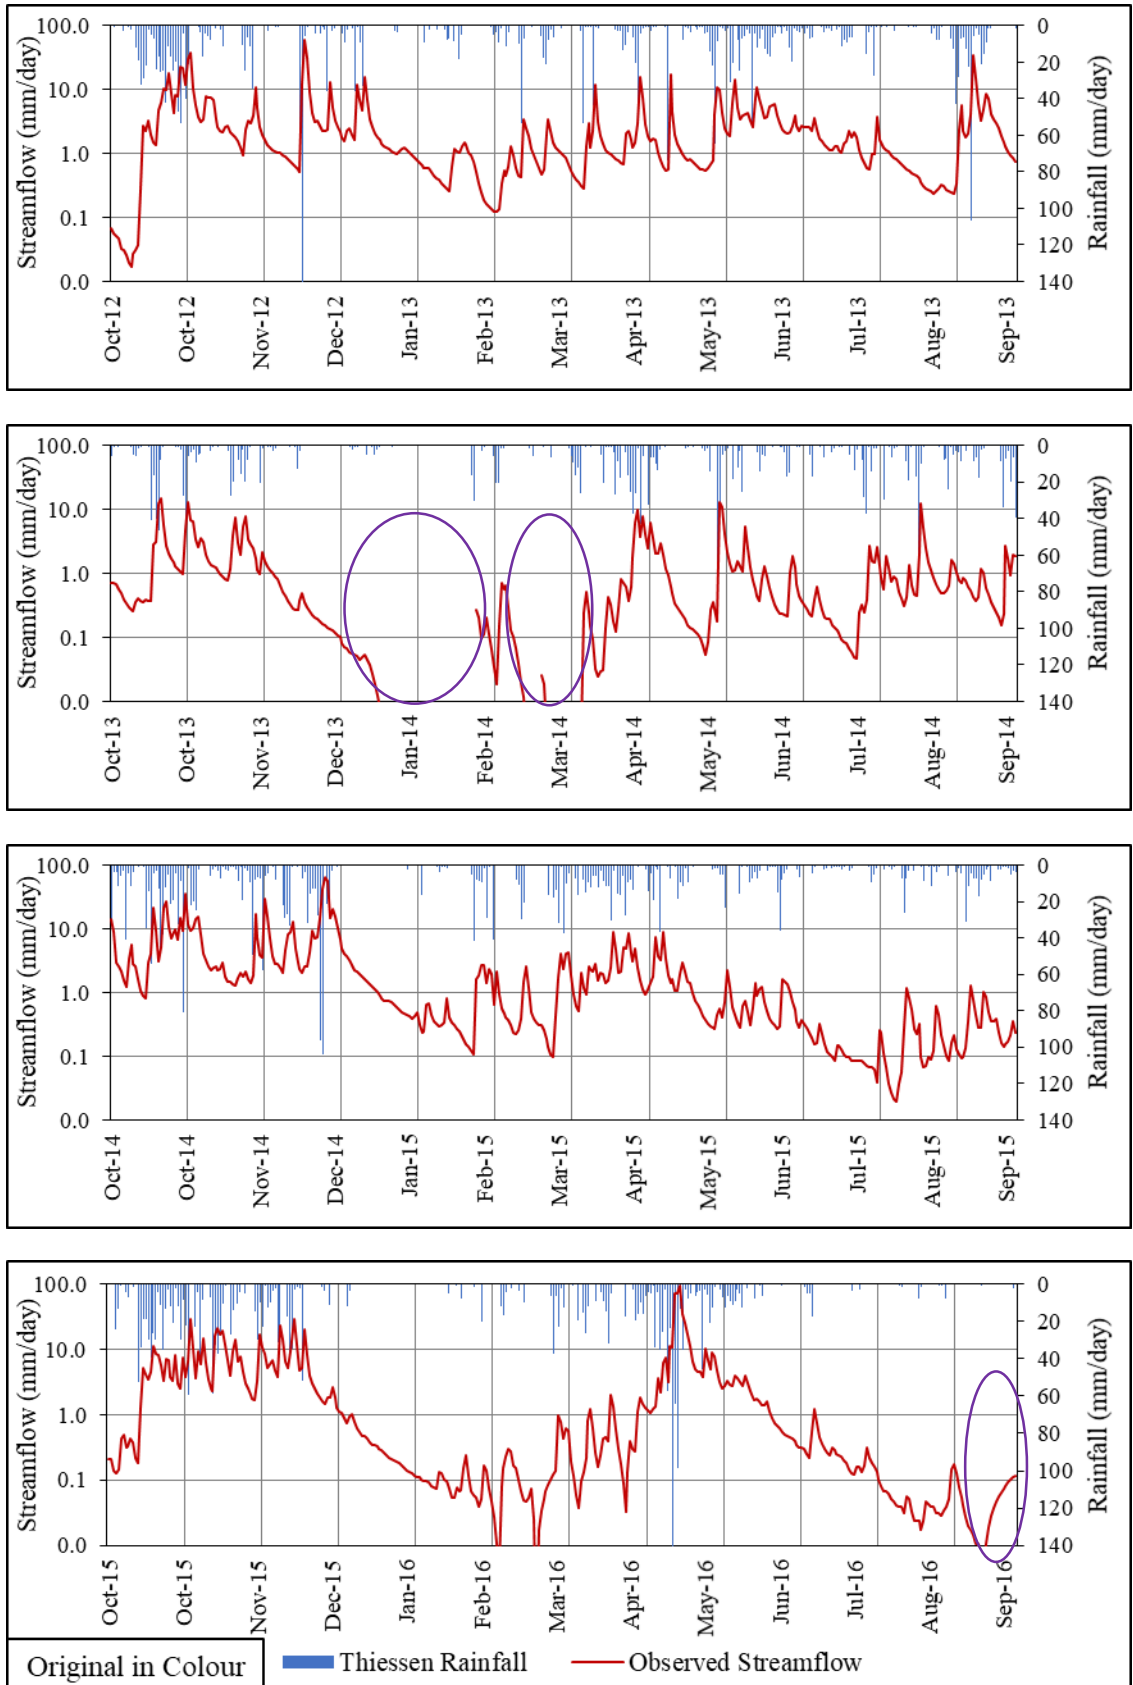 Streamflow (mm/day)
100.0
10.0
1.0
0.1
0.0
0
20
40
60
80
100
120
140
Rainfall (mm/day)
Oct-12
Oct-12
Nov-12
Dec-12
Jan-13
Feb-13
Mar-13
Apr-13
May-13
Jun-13
Jul-13
Aug-13
Sep-13
Streamflow (mm/day)
100.0
10.0
1.0
0.1
0.0
0
20
40
60
80
100
120
140
Rainfall (mm/day)
Oct-13
Oct-13
Nov-13
Dec-13
Jan-14
Feb-14
Mar-14
Apr-14
May-14
Jun-14
Jul-14
Aug-14
Sep-14
Streamflow (mm/day)
100.0
10.0
1.0
0.1
0.0
0
20
40
60
80
100
120
140
Rainfall (mm/day)
Oct-14
Oct-14
Nov-14
Dec-14
Jan-15
Feb-15
Mar-15
Apr-15
May-15
Jun-15
Jul-15
Aug-15
Sep-15
Streamflow (mm/day)
100.0
10.0
1.0
0.1
0.0
0
20
40
60
80
100
120
140
Rainfall (mm/day)
Oct-15
Oct-15
Nov-15
Dec-15
Jan-16
Feb-16
Mar-16
Apr-16
May-16
Jun-16
Jul-16
Aug-16
Sep-16
Original in Colour
Thiessen Rainfall
Observed Streamflow